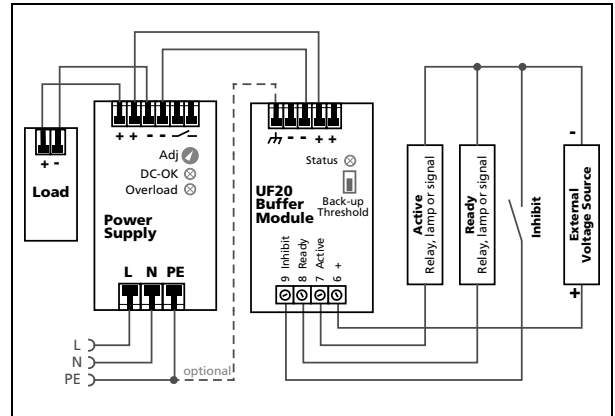 + + - -
+ -
Load
Adj
DC-OK
Overload
Power
Supply
L N PE
L
N
PE
optional
- - + +
Status
Back-up
Threshold
UF20
Buffer
Module
9 Inhibit
8 Ready
7 Active
6 +
Active
Relay, lamp or signal
Ready
Relay, lamp or signal
Inhibit
External
Voltage Source
-
+